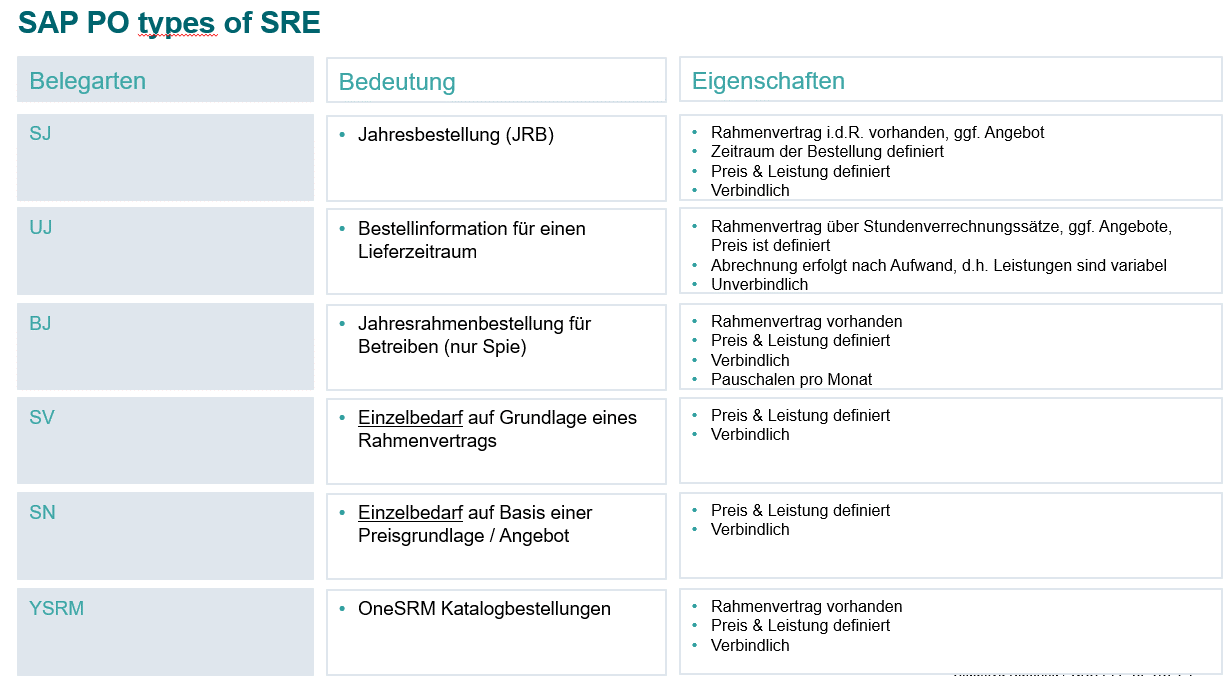 SAP PO types of SRE
Belegarten
Bedeutung
Eigenschaften
SJ
• Jahresbestellung (JRB)
• Rahmenvertrag i.d.R. vorhanden, ggf. Angebot
• Zeitraum der Bestellung definiert
• Preis & Leistung definiert
• Verbindlich
UJ
• Bestellinformation für einen
Lieferzeitraum
• Rahmenvertrag über Stundenverrechnungssätze, ggf. Angebote,
Preis ist definiert
• Abrechnung erfolgt nach Aufwand, d.h. Leistungen sind variabel
• Unverbindlich
BJ
• Jahresrahmenbestellung für
Betreiben (nur Spie)
• Rahmenvertrag vorhanden
• Preis & Leistung definiert
• Verbindlich
• Pauschalen pro Monat
SV
• Einzelbedarf auf Grundlage eines
Rahmenvertrags
• Preis & Leistung definiert
• Verbindlich
SN
• Einzelbedarf auf Basis einer
Preisgrundlage / Angebot
• Preis & Leistung definiert
• Verbindlich
YSRM
• OneSRM Katalogbestellungen
• Rahmenvertrag vorhanden
• Preis & Leistung definiert
• Verbindlich